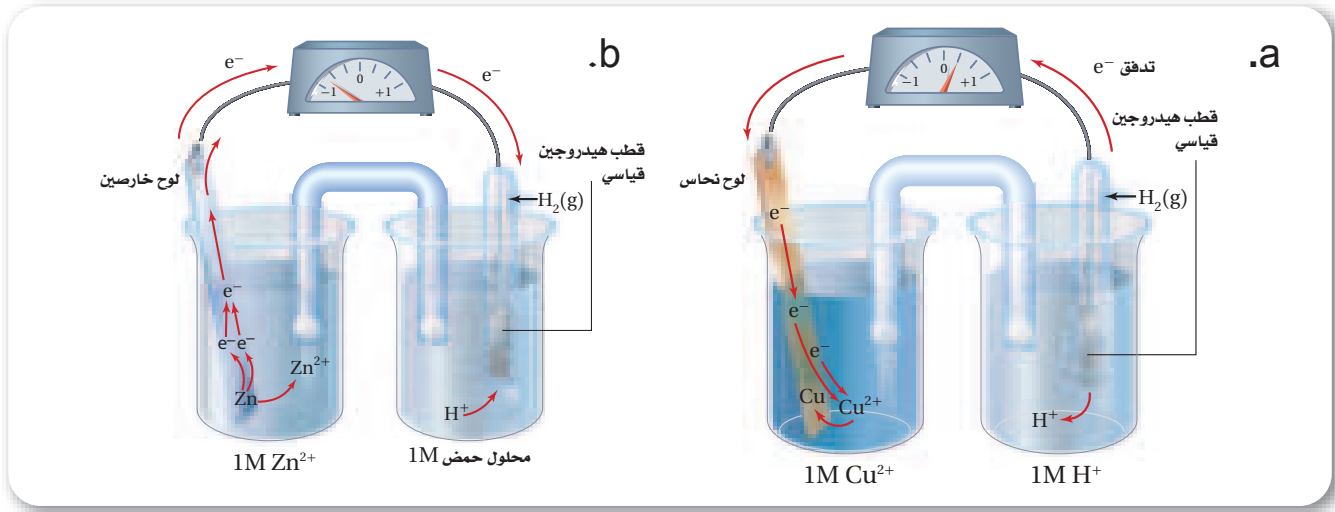 a.
تدفق e⁻
−1 0 +1
قطب هيدروجين
قياسي
لوح نحاس
H₂(g)
e⁻
e⁻
e⁻
Cu
Cu²⁺
H⁺
1M Cu²⁺
1M H⁺
b.
e⁻
e⁻
−1 0 +1
قطب هيدروجين
قياسي
لوح خارصين
H₂(g)
e⁻
e⁻e⁻
Zn²⁺
Zn
H⁺
1M Zn²⁺
محلول حمض 1M